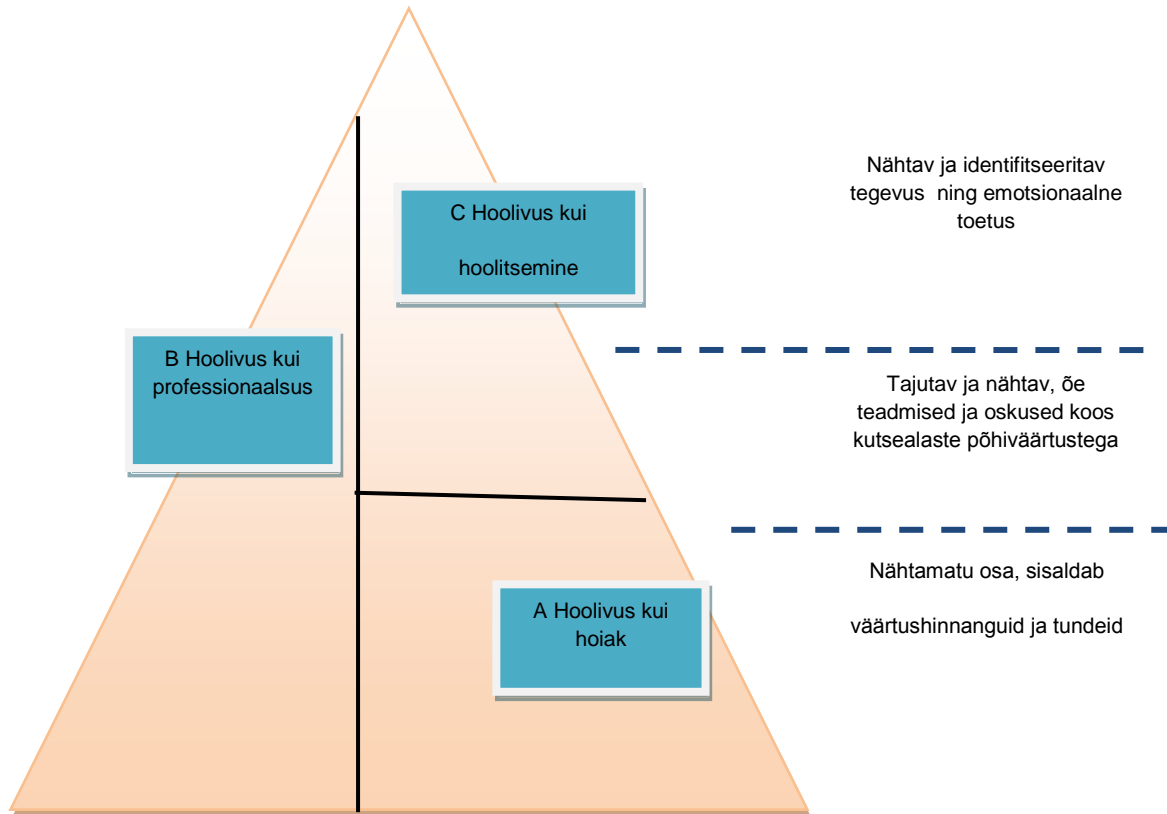 Nähtav ja identifitseeritav
tegevus ning emotsionaalne
toetus
C Hoolivus kui
hoolitsemine
B Hoolivus kui
professionaalsus
Tajutav ja nähtav, õe
teadmised ja oskused koos
kutsealaste põhiväärtustega
A Hoolivus kui
hoiak
Nähtamatu osa, sisaldab
väärtushinnanguid ja tundeid